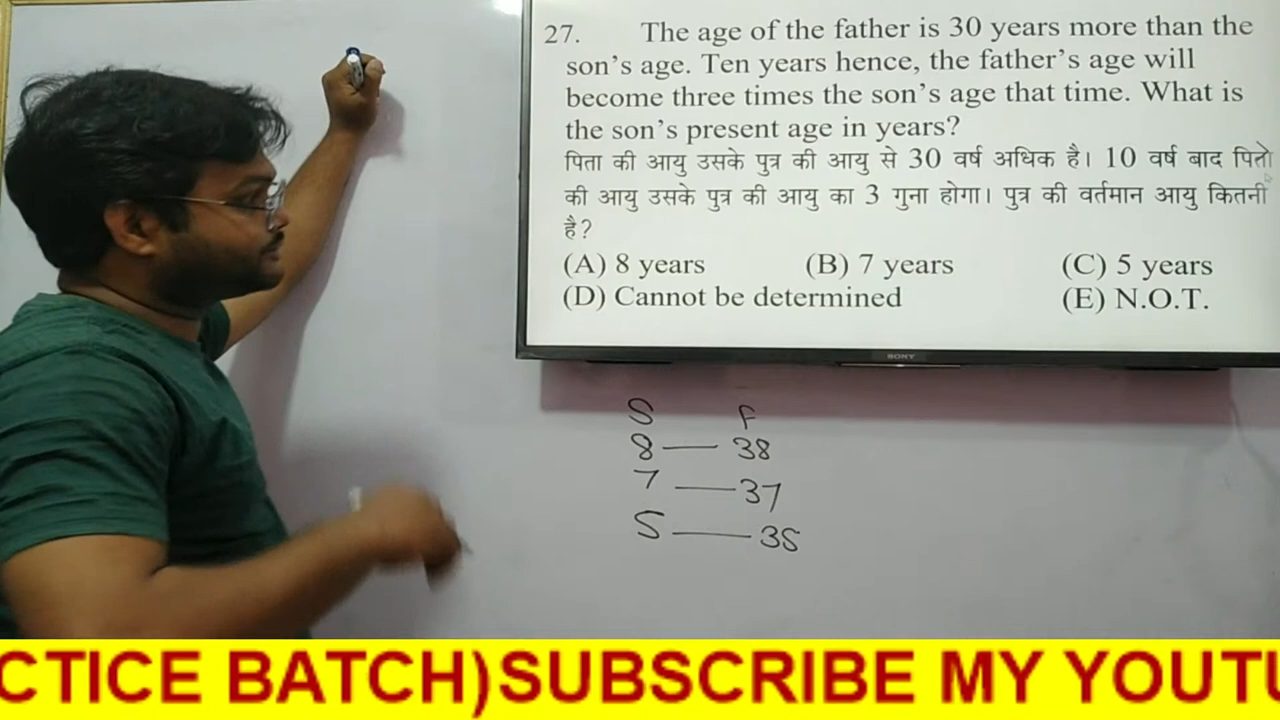 27. The age of the father is 30 years more than the
son's age. Ten years hence, the father's age will
become three times the son's age that time. What is
the son's present age in years?
पिता की आयु उसके पुत्र की आयु से 30 वर्ष अधिक है। 10 वर्ष बाद पिता
की आयु उसके पुत्र की आयु का 3 गुना होगा। पुत्र की वर्तमान आयु कितनी
है?
(A) 8 years (B) 7 years (C) 5 years
(D) Cannot be determined (E) N.O.T.
SONY
S F
8 — 38
7 — 37
5 — 35
CTICE BATCH)SUBSCRIBE MY YOUTU